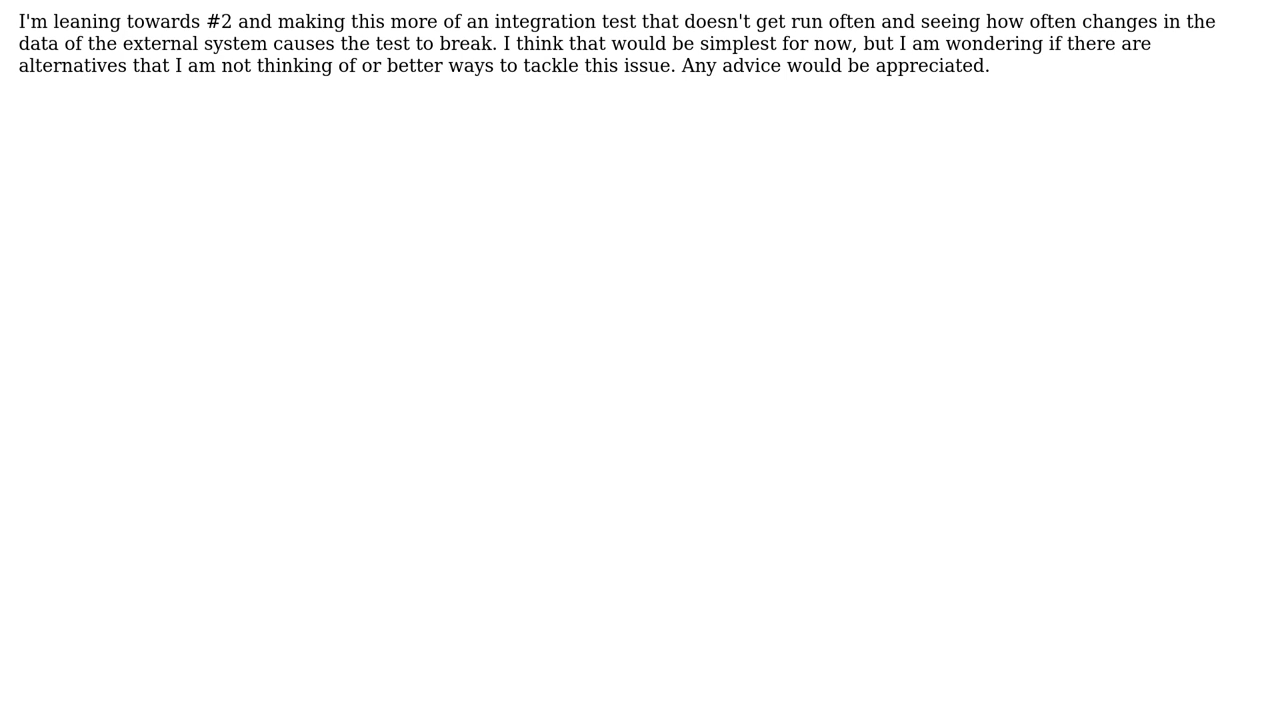 I'm leaning towards #2 and making this more of an integration test that doesn't get run often and seeing how often changes in the
data of the external system causes the test to break. I think that would be simplest for now, but I am wondering if there are
alternatives that I am not thinking of or better ways to tackle this issue. Any advice would be appreciated.